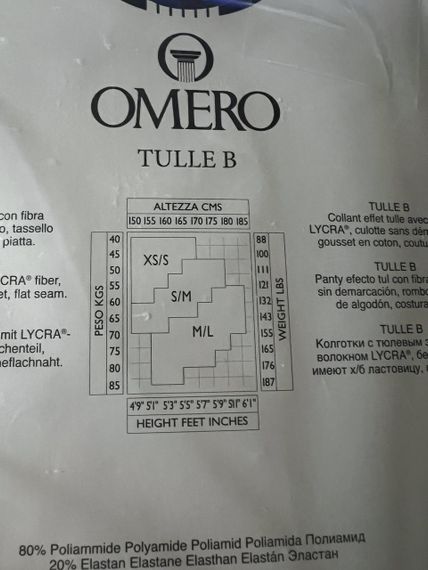 OMERO
TULLE B
con fibra
o, tassello
piatta.
CRA® fiber,
et, flat seam.
mit LYCRA®-
chenteil,
neflachnaht.
ALTEZZA CMS
150 155 160 165 170 175 180 185
PESO KGS
40
45
50
55
60
65
70
75
80
85
XS/S
S/M
M/L
88
100
111
121
132
143
155
165
176
187
WEIGHT LBS
4'9" 5'1" 5'3" 5'5" 5'7" 5'9" 5'11" 6'1"
HEIGHT FEET INCHES
TULLE B
Collant effet tulle avec
LYCRA®, culotte sans dém
gousset en coton, coutu
TULLE B
Panty efecto tul con fibra
sin demarcación, rombo
de algodón, costura
TULLE B
Колготки с тюлевым э
волокном LYCRA®, бе
имеют х/б ластовицу,
80% Poliammide Polyamide Poliamid Poliamida Полиамид
20% Elastan Elastane Elasthan Elastán Эластан